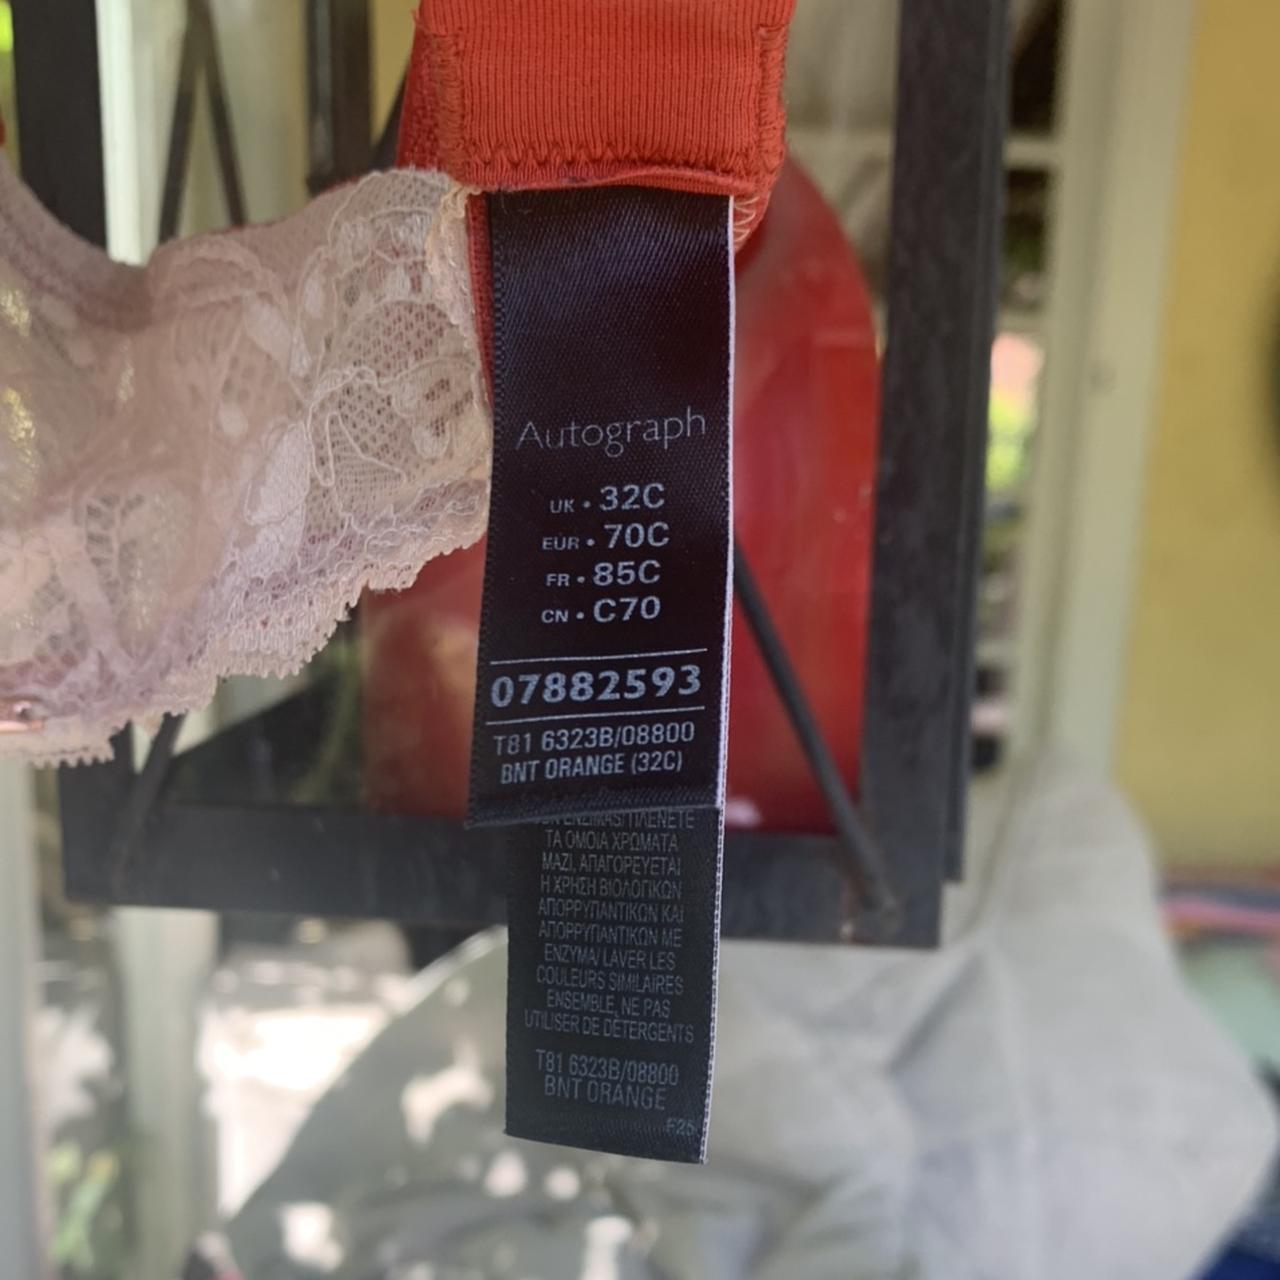 Autograph
UK • 32C
EUR • 70C
FR • 85C
CN • C70
07882593
T81 6323B/08800
BNT ORANGE (32C)
ΠΛΕΝΕΤΕ
ΤΑ ΟΜΟΙΑ ΧΡΩΜΑΤΑ
ΜΑΖΙ, ΑΠΑΓΟΡΕΥΕΤΑΙ
Η ΧΡΗΣΗ ΒΙΟΛΟΓΙΚΩΝ
ΑΠΟΡΡΥΠΑΝΤΙΚΩΝ ΚΑΙ
ΑΠΟΡΡΥΠΑΝΤΙΚΩΝ ΜΕ
ΕΝΖΥΜΑ/ LAVER LES
COULEURS SIMILAIRES
ENSEMBLE, NE PAS
UTILISER DE DETERGENTS
T81 6323B/08800
BNT ORANGE
F25